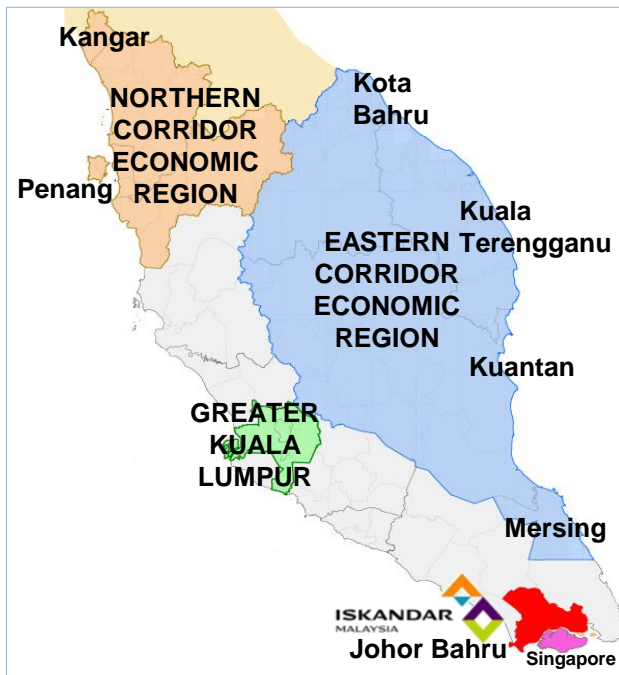 Kangar
NORTHERN
CORRIDOR
ECONOMIC
REGION
Penang
Kota
Bahru
Kuala
Terengganu
EASTERN
CORRIDOR
ECONOMIC
REGION
Kuantan
GREATER
KUALA
LUMPUR
Mersing
ISKANDAR
MALAYSIA
Johor Bahru
Singapore